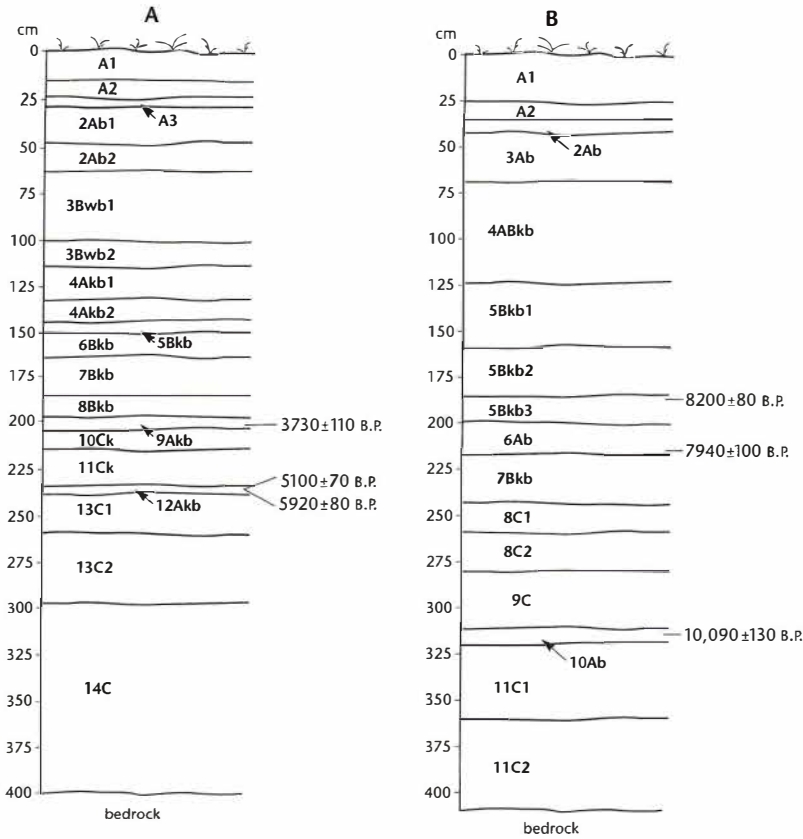 A
cm
0
25
50
75
100
125
150
175
200
225
250
275
300
325
350
375
400
A1
A2
A3
2Ab1
2Ab2
3Bwb1
3Bwb2
4Akb1
4Akb2
5Bkb
6Bkb
7Bkb
8Bkb
9Akb
10Ck
11Ck
12Akb
13C1
13C2
14C
3730±110 B.P.
5100±70 B.P.
5920±80 B.P.
bedrock
B
cm
0
25
50
75
100
125
150
175
200
225
250
275
300
325
350
375
400
A1
A2
2Ab
3Ab
4ABkb
5Bkb1
5Bkb2
5Bkb3
6Ab
7Bkb
8C1
8C2
9C
10Ab
11C1
11C2
8200±80 B.P.
7940±100 B.P.
10,090±130 B.P.
bedrock